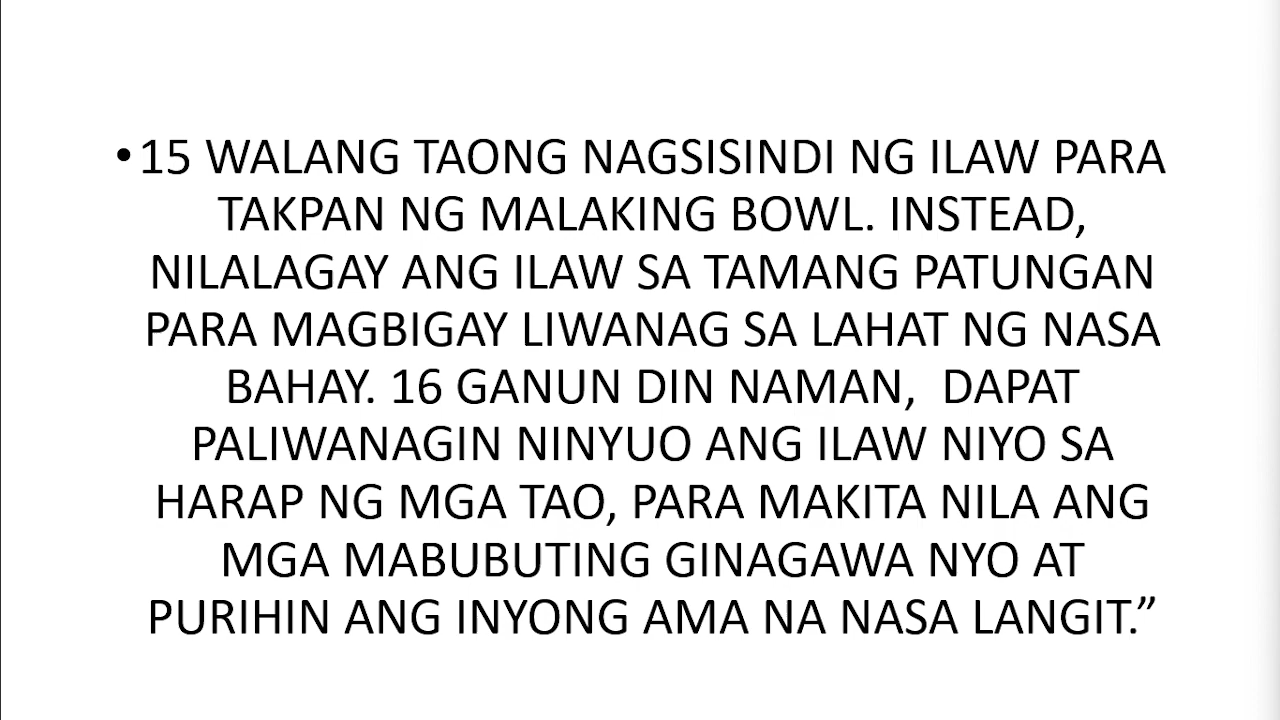 •15 WALANG TAONG NAGSISINDI NG ILAW PARA
TAKPAN NG MALAKING BOWL. INSTEAD,
NILALAGAY ANG ILAW SA TAMANG PATUNGAN
PARA MAGBIGAY LIWANAG SA LAHAT NG NASA
BAHAY. 16 GANUN DIN NAMAN,  DAPAT
PALIWANAGIN NINYUO ANG ILAW NIYO SA
HARAP NG MGA TAO, PARA MAKITA NILA ANG
MGA MABUBUTING GINAGAWA NYO AT
PURIHIN ANG INYONG AMA NA NASA LANGIT.”